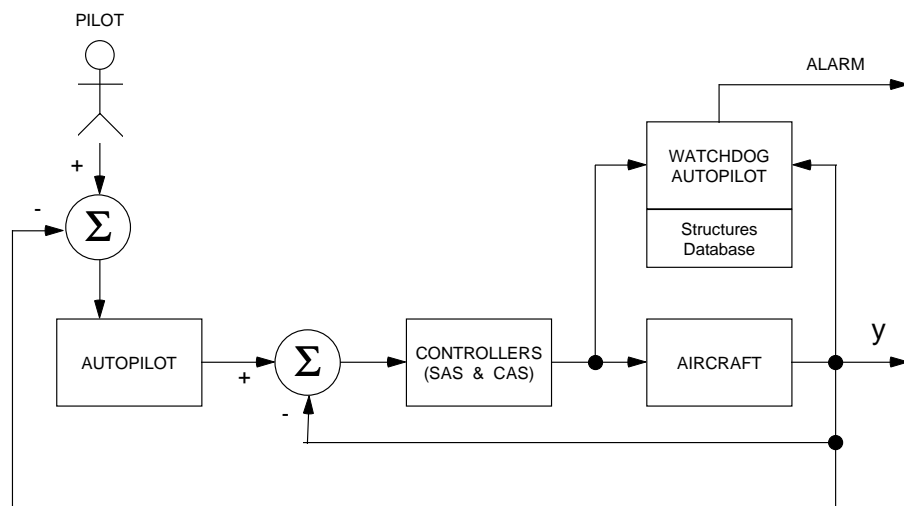 PILOT
ALARM
+
WATCHDOG
AUTOPILOT
-
Σ
Structures
Database
y
AUTOPILOT
+
Σ
CONTROLLERS
(SAS & CAS)
AIRCRAFT
-